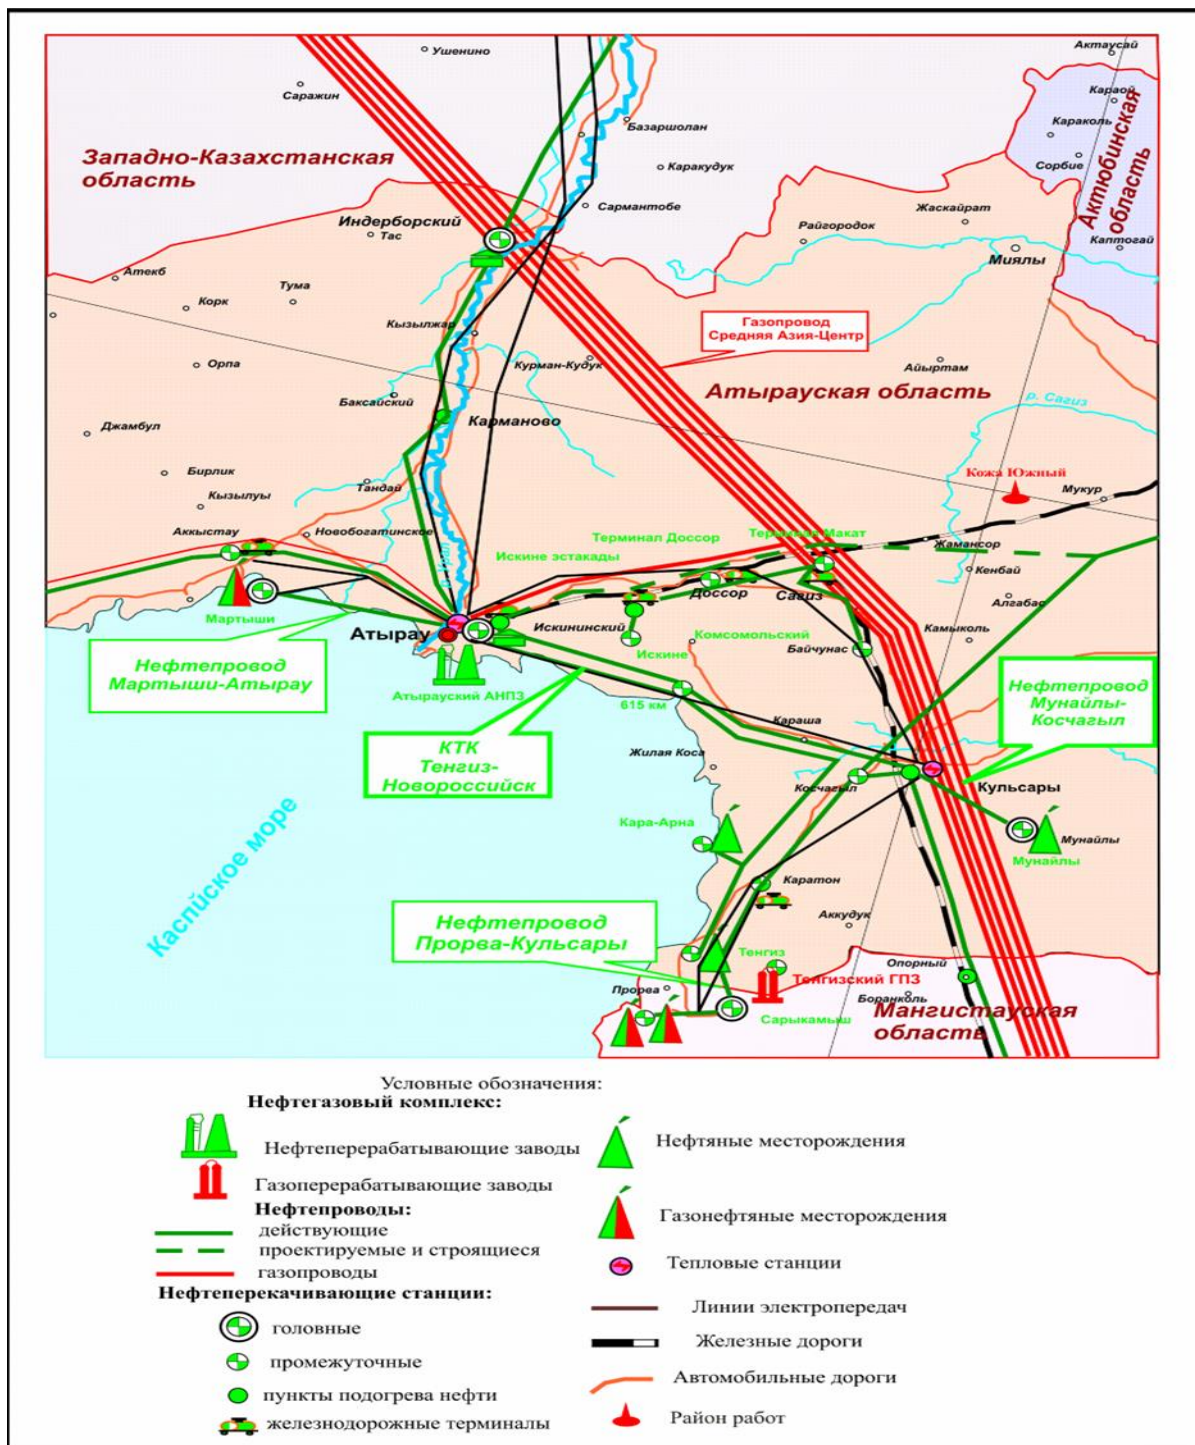 Актаусай
Ушенино
Саражин
Караой
Базаршолан
Караколь
Западно-Казахстанская
область
Каракудук
Сорбие
Актюбинская
область
Сармантобе
Жаскайрат
Индерборский
Тас
Райгородок
Каптогай
Миялы
Атекб
Тума
Корк
Кызылжар
Газопровод
Средняя Азия-Центр
Орпа
Курман-Кудук
Айыртам
Атырауская область
Баксайский
р. Сагиз
Карманово
Джамбул
Бирлик
Кожа Южный
Тандай
Мукур
Кызылуы
Аккыстау
Новобогатинское
Терминал Доссор
Терминал Макат
Жамансор
Искине эстакады
р. Урал
Кенбай
Доссор
Сагиз
Алгабас
Мартыши
Атырау
Искининский
Комсомольский
Камыколь
Байчунас
Искине
Нефтепровод
Мартыши-Атырау
Нефтепровод
Мунайлы-
Косчагыл
Атырауский АНПЗ
615 км
Караша
КТК
Тенгиз-
Новороссийск
Жилая Коса
Косчагыл
Кульсары
Каспйское море
Кара-Арна
Мунайлы
Мунайлы
Каратон
Нефтепровод
Прорва-Кульсары
Аккудук
Тенгиз
Опорный
Тенгизский ГПЗ
Прорва
Боранколь
Мангистауская
область
Сарыкамыш
Условные обозначения:
Нефтегазовый комплекс:
Нефтеперерабатывающие заводы
Нефтяные месторождения
Газоперерабатывающие заводы
Нефтепроводы:
Газонефтяные месторождения
действующие
проектируемые и строящиеся
Тепловые станции
газопроводы
Нефтеперекачивающие станции:
Линии электропередач
головные
Железные дороги
промежуточные
Автомобильные дороги
пункты подогрева нефти
Район работ
железнодорожные терминалы